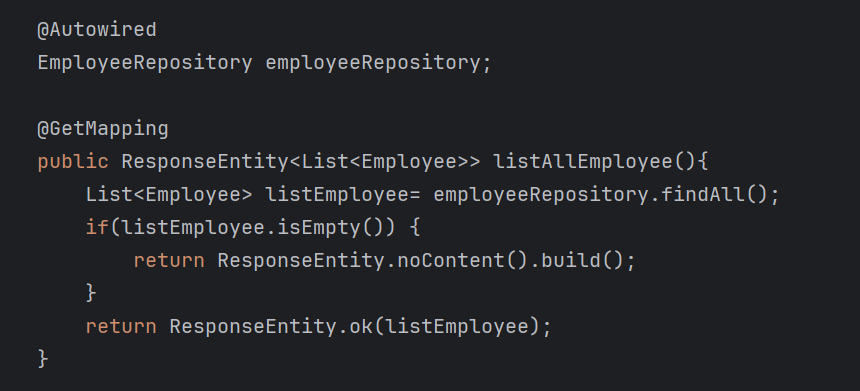 @Autowired
EmployeeRepository employeeRepository;
@GetMapping
public ResponseEntity<List<Employee>> listAllEmployee(){
List<Employee> listEmployee= employeeRepository.findAll();
if(listEmployee.isEmpty()) {
return ResponseEntity.noContent().build();
}
return ResponseEntity.ok(listEmployee);
}